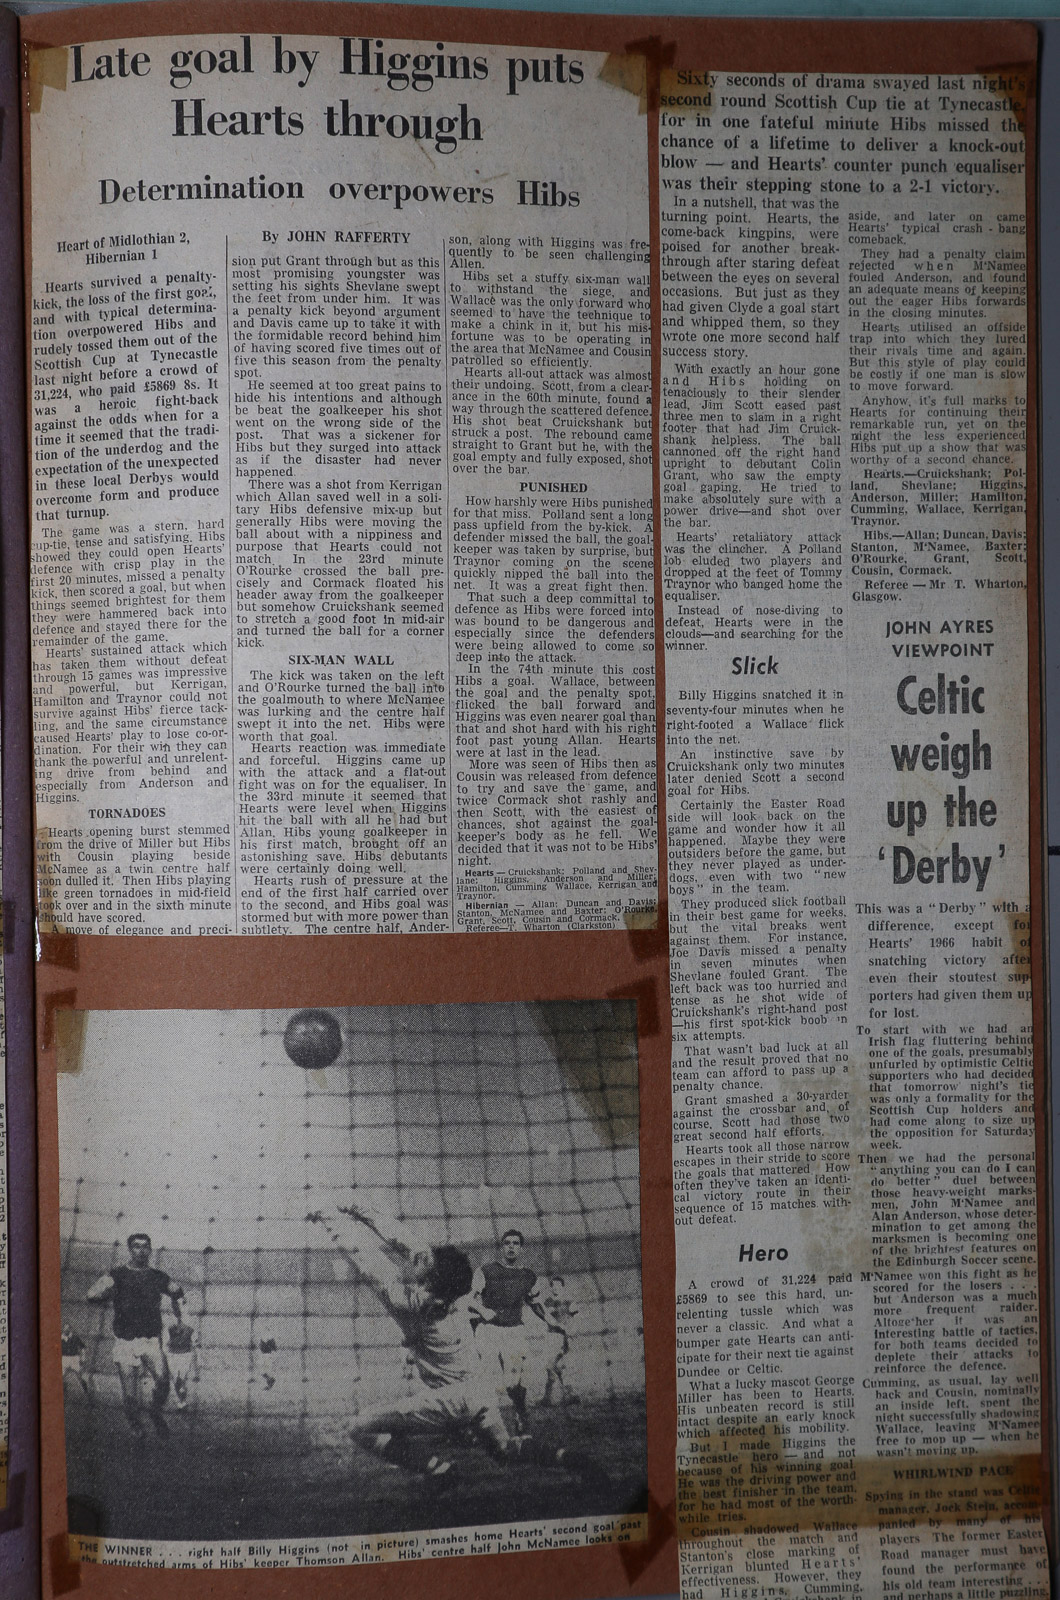 Late goal by Higgins puts
Hearts through
Determination overpowers Hibs
Heart of Midlothian 2,
Hibernian 1
Hearts survived a penalty-
kick, the loss of the first goal,
and with typical determina-
tion overpowered Hibs and
rudely tossed them out of the
Scottish Cup at Tynecastle
last night before a crowd of
31,224, who paid £5869 8s. It
was a heroic fight-back
against the odds when for a
time it seemed that the tradi-
tion of the underdog and the
expectation of the unexpected
in these local Derbys would
overcome form and produce
that turnup.
The game was a stern, hard
cup-tie, tense and satisfying. Hibs
showed they could open Hearts'
defence with crisp play in the
first 20 minutes, missed a penalty
kick, then scored a goal, but when
things seemed brightest for them
they were hammered back into
defence and stayed there for the
remainder of the game.
Hearts' sustained attack which
has taken them without defeat
through 15 games was impressive
and powerful, but Kerrigan,
Hamilton and Traynor could not
survive against Hibs' fierce tack-
ling, and the same circumstance
caused Hearts' play to lose co-or-
dination. For their win they can
thank the powerful and unrelent-
ing drive from behind and
especially from Anderson and
Higgins.
TORNADOES
Hearts opening burst stemmed
from the drive of Miller but Hibs
with Cousin playing beside
McNamee as a twin centre half
soon dulled it. Then Hibs playing
like green tornadoes in mid-field
took over and in the sixth minute
should have scored.
A move of elegance and preci-
By JOHN RAFFERTY
sion put Grant through but as this
most promising youngster was
setting his sights Shevlane swept
the feet from under him. It was
a penalty kick beyond argument
and Davis came up to take it with
the formidable record behind him
of having scored five times out of
five this season from the penalty
spot.
He seemed at too great pains to
hide his intentions and although
he beat the goalkeeper his shot
went on the wrong side of the
post. That was a sickener for
Hibs but they surged into attack
as if the disaster had never
happened.
There was a shot from Kerrigan
which Allan saved well in a soli-
tary Hibs defensive mix-up but
generally Hibs were moving the
ball about with a nippiness and
purpose that Hearts could not
match. In the 23rd minute
O'Rourke crossed the ball pre-
cisely and Cormack floated his
header away from the goalkeeper
but somehow Cruickshank seemed
to stretch a good foot in mid-air
and turned the ball for a corner
kick.
SIX-MAN WALL
The kick was taken on the left
and O'Rourke turned the ball into
the goalmouth to where McNamee
was lurking and the centre half
swept it into the net. Hibs were
worth that goal.
Hearts reaction was immediate
and forceful. Higgins came up
with the attack and a flat-out
fight was on for the equaliser. In
the 33rd minute it seemed that
Hearts were level when Higgins
hit the ball with all he had but
Allan, Hibs young goalkeeper in
his first match, brought off an
astonishing save. Hibs debutants
were certainly doing well.
Hearts rush of pressure at the
end of the first half carried over
to the second, and Hibs goal was
stormed but with more power than
subtlety. The centre half, Ander-
son, along with Higgins was fre-
quently to be seen challenging
Allen.
Hibs set a stuffy six-man wall
to withstand the siege, and
Wallace was the only forward who
seemed to have the technique to
make a chink in it, but his mis-
fortune was to be operating in
the area that McNamee and Cousin
patrolled so efficiently.
Hearts all-out attack was almost
their undoing. Scott, from a clear-
ance in the 60th minute, found a
way through the scattered defence.
His shot beat Cruickshank but
struck a post. The rebound came
straight to Grant but he, with the
goal empty and fully exposed, shot
over the bar.
PUNISHED
How harshly were Hibs punished
for that miss. Polland sent a long
pass upfield from the by-kick. A
defender missed the ball, the goal-
keeper was taken by surprise, but
Traynor coming on the scene
quickly nipped the ball into the
net. It was a great fight then.
That such a deep committal to
defence as Hibs were forced into
was bound to be dangerous and
especially since the defenders
were being allowed to come so
deep into the attack.
In the 74th minute this cost
Hibs a goal. Wallace, between
the goal and the penalty spot,
flicked the ball forward and
Higgins was even nearer goal than
that and shot hard with his right
foot past young Allan. Hearts
were at last in the lead.
More was seen of Hibs then as
Cousin was released from defence
to try and save the game, and
twice Cormack shot rashly and
then Scott, with the easiest of
chances, shot against the goal-
keeper's body as he fell. We
decided that it was not to be Hibs'
night.
Hearts — Cruickshank; Polland and Shev-
lane; Higgins, Anderson and Miller;
Hamilton, Cumming Wallace, Kerrigan and
Traynor.
Hibernian — Allan; Duncan and Davis;
Stanton, McNamee and Baxter; O'Rourke,
Grant, Scott, Cousin and Cormack.
Referee—T. Wharton (Clarkston)
THE WINNER . . . right half Billy Higgins (not in picture) smashes home Hearts' second goal past
the outstretched arms of Hibs' keeper Thomson Allan. Hibs' centre half John McNamee looks on
Sixty seconds of drama swayed last night's
second round Scottish Cup tie at Tynecastle,
for in one fateful minute Hibs missed the
chance of a lifetime to deliver a knock-out
blow — and Hearts' counter punch equaliser
was their stepping stone to a 2-1 victory.
In a nutshell, that was the
turning point. Hearts, the
come-back kingpins, were
poised for another break-
through after staring defeat
between the eyes on several
occasions. But just as they
had given Clyde a goal start
and whipped them, so they
wrote one more second half
success story.
With exactly an hour gone
and Hibs holding on
tenaciously to their slender
lead, Jim Scott eased past
three men to slam in a right
footer that had Jim Cruick-
shank helpless. The ball
cannoned off the right hand
upright to debutant Colin
Grant, who saw the empty
goal gaping. He tried to
make absolutely sure with a
power drive—and shot over
the bar.
Hearts' retaliatory attack
was the clincher. A Polland
lob eluded two players and
dropped at the feet of Tommy
Traynor who banged home the
equaliser.
Instead of nose-diving to
defeat, Hearts were in the
clouds—and searching for the
winner.
Slick
Billy Higgins snatched it in
seventy-four minutes when he
right-footed a Wallace flick
into the net.
An instinctive save by
Cruickshank only two minutes
later denied Scott a second
goal for Hibs.
Certainly the Easter Road
side will look back on the
game and wonder how it all
happened. Maybe they were
outsiders before the game, but
they never played as under-
dogs, even with two "new
boys" in the team.
They produced slick football
in their best game for weeks,
but the vital breaks went
against them. For instance,
Joe Davis missed a penalty
in seven minutes when
Shevlane fouled Grant. The
left back was too hurried and
tense as he shot wide of
Cruickshank's right-hand post
—his first spot-kick boob in
six attempts.
That wasn't bad luck at all
and the result proved that no
team can afford to pass up a
penalty chance.
Grant smashed a 30-yarder
against the crossbar and, of
course, Scott had those two
great second half efforts.
Hearts took all those narrow
escapes in their stride to score
the goals that mattered How
often they've taken an identi-
cal victory route in their
sequence of 15 matches with-
out defeat.
Hero
A crowd of 31,224 paid
£5869 to see this hard, un-
relenting tussle which was
never a classic. And what a
bumper gate Hearts can anti-
cipate for their next tie against
Dundee or Celtic.
What a lucky mascot George
Miller has been to Hearts.
His unbeaten record is still
intact despite an early knock
which affected his mobility.
But I made Higgins the
Tynecastle hero — and not
because of his winning goal
He was the driving power and
the best finisher in the team,
for he had most of the worth-
while tries.
Cousin shadowed Wallace
throughout the match and
Stanton's close marking of
Kerrigan blunted Hearts'
effectiveness. However, they
had Higgins, Cumming,
aside, and later on came
Hearts' typical crash - bang
comeback.
They had a penalty claim
rejected when M'Namee
fouled Anderson, and found
an adequate means of keeping
out the eager Hibs forwards
in the closing minutes.
Hearts utilised an offside
trap into which they lured
their rivals time and again.
But this style of play could
be costly if one man is slow
to move forward.
Anyhow, it's full marks to
Hearts for continuing their
remarkable run, yet on the
night the less experienced
Hibs put up a show that was
worthy of a second chance.
Hearts.—Cruickshank; Pol-
land, Shevlane; Higgins,
Anderson, Miller; Hamilton,
Cumming, Wallace, Kerrigan,
Traynor.
Hibs.—Allan; Duncan, Davis;
Stanton, M'Namee, Baxter;
O'Rourke, Grant, Scott,
Cousin, Cormack.
Referee — Mr T. Wharton,
Glasgow.
JOHN AYRES
VIEWPOINT
Celtic
weigh
up the
'Derby'
This was a "Derby" with a
difference, except for
Hearts' 1966 habit of
snatching victory after
even their stoutest sup-
porters had given them up
for lost.
To start with we had an
Irish flag fluttering behind
one of the goals, presumably
unfurled by optimistic Celtic
supporters who had decided
that tomorrow night's tie
was only a formality for the
Scottish Cup holders and
had come along to size up
the opposition for Saturday
week.
Then we had the personal
"anything you can do I can
do better" duel between
those heavy-weight marks-
men, John M'Namee and
Alan Anderson, whose deter-
mination to get among the
marksmen is becoming one
of the brightest features on
the Edinburgh Soccer scene.
M'Namee won this fight as he
scored for the losers . . .
but Anderson was a much
more frequent raider.
Altogether it was an
interesting battle of tactics,
for both teams decided to
deplete their attacks to
reinforce the defence.
Cumming, as usual, lay well
back and Cousin, nominally
an inside left, spent the
night successfully shadowing
Wallace, leaving M'Namee
free to mop up — when he
wasn't moving up.
WHIRLWIND PACE
Spying in the stand was Celtic
manager, Jock Stein, accom-
panied by many of his
players The former Easter
Road manager must have
found the performance of
his old team interesting . . .
and perhaps a little puzzling.